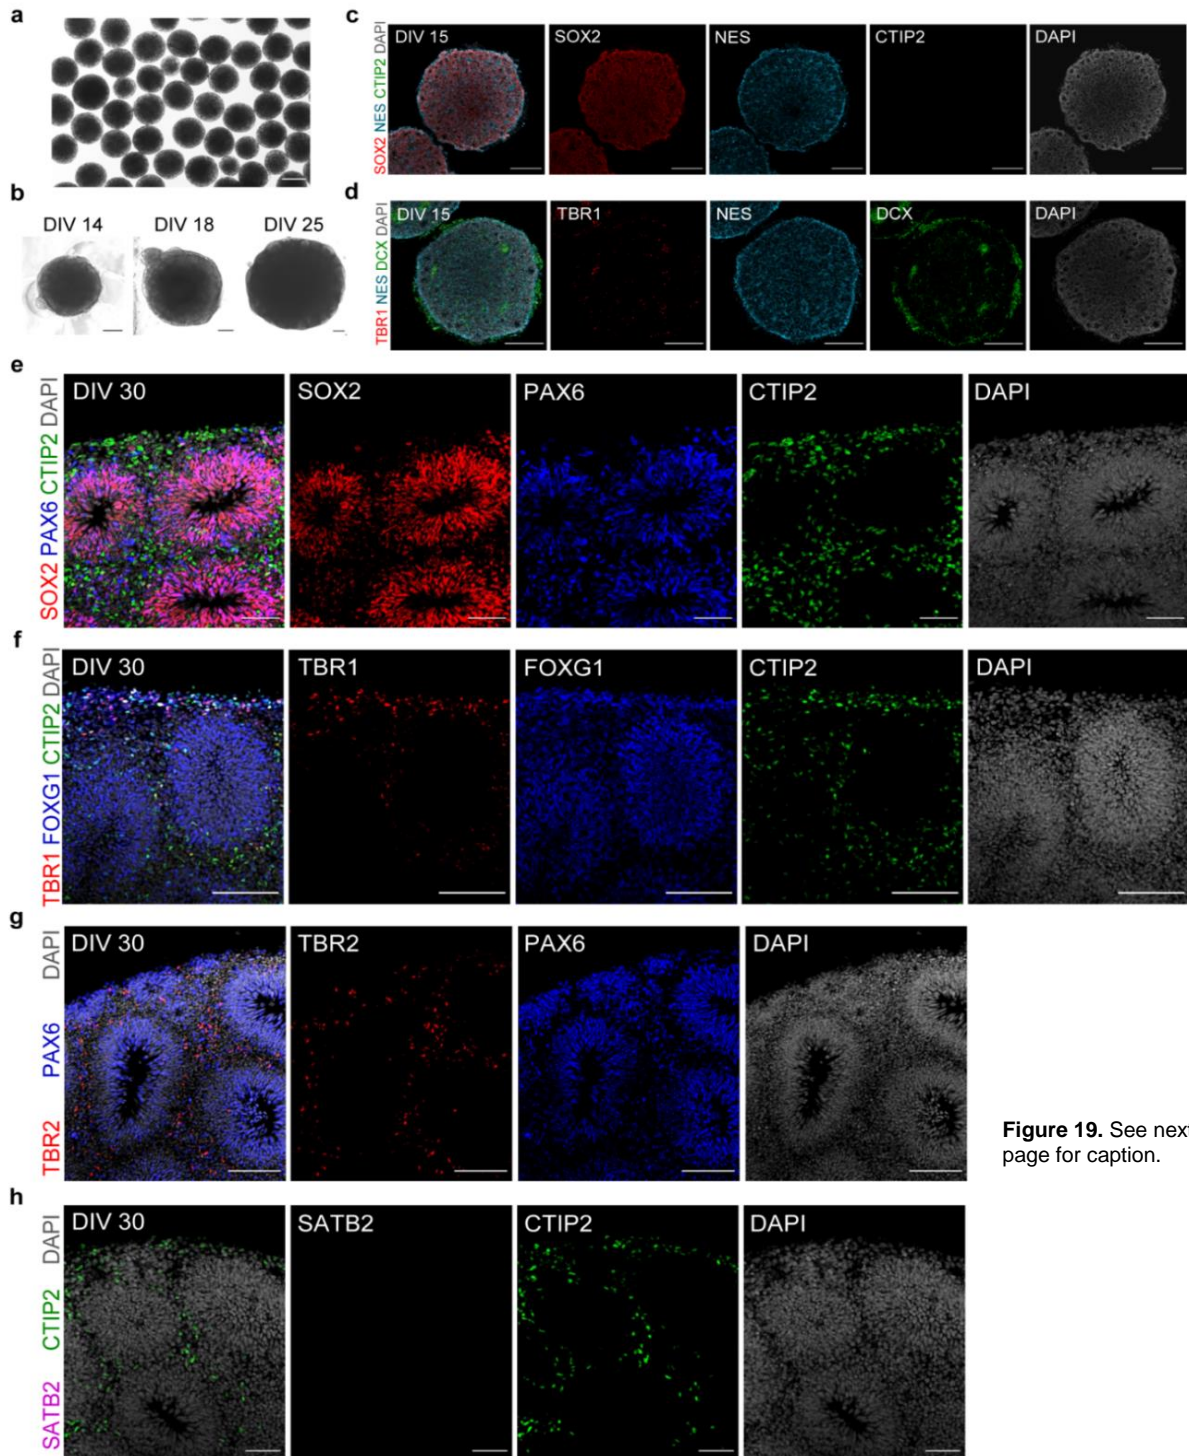 a
b
DIV 14
DIV 18
DIV 25
c
SOX2 NES CTIP2 DAPI
DIV 15
SOX2
NES
CTIP2
DAPI
d
TBR1 NES DCX DAPI
DIV 15
TBR1
NES
DCX
DAPI
e
SOX2 PAX6 CTIP2 DAPI
DIV 30
SOX2
PAX6
CTIP2
DAPI
f
TBR1 FOXG1 CTIP2 DAPI
DIV 30
TBR1
FOXG1
CTIP2
DAPI
g
TBR2 PAX6 DAPI
DIV 30
TBR2
PAX6
DAPI
Figure 19. See next
page for caption.
h
SATB2 CTIP2 DAPI
DIV 30
SATB2
CTIP2
DAPI